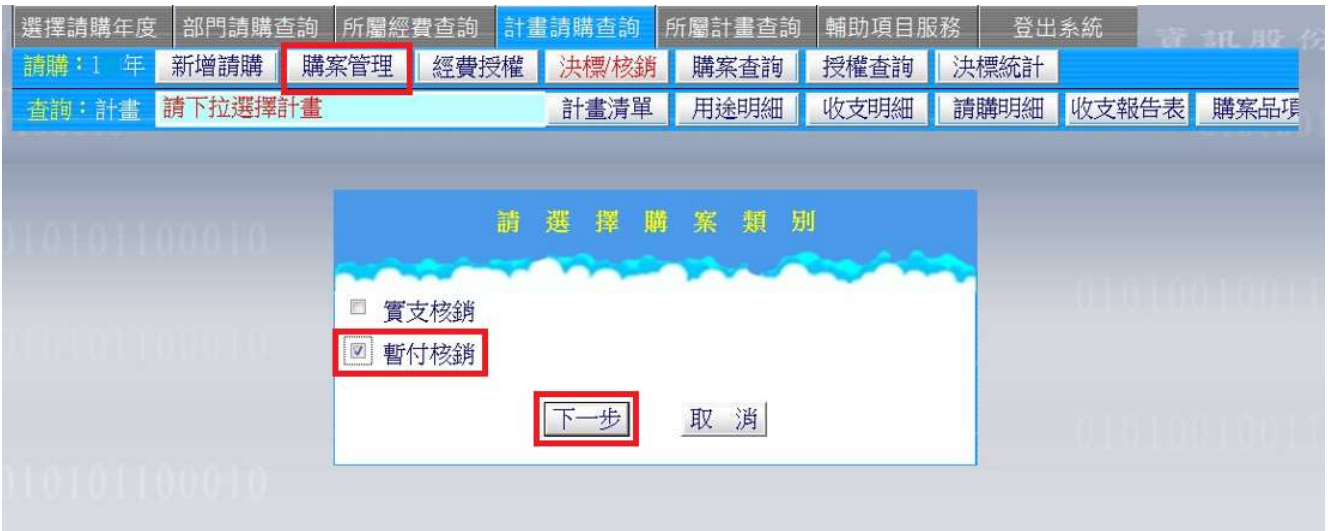 選擇請購年度 部門請購查詢 所屬經費查詢 計畫請購查詢 所屬計畫查詢 輔助項目服務 登出系統 資訊股份
請購：1 年 新增請購 購案管理 經費授權 決標/核銷 購案查詢 授權查詢 決標統計
查詢：計畫 請下拉選擇計畫 計畫清單 用途明細 收支明細 請購明細 收支報告表 購案品項
請選擇購案類別
010101100010
實支核銷
暫付核銷
下一步 取 消
010101100010